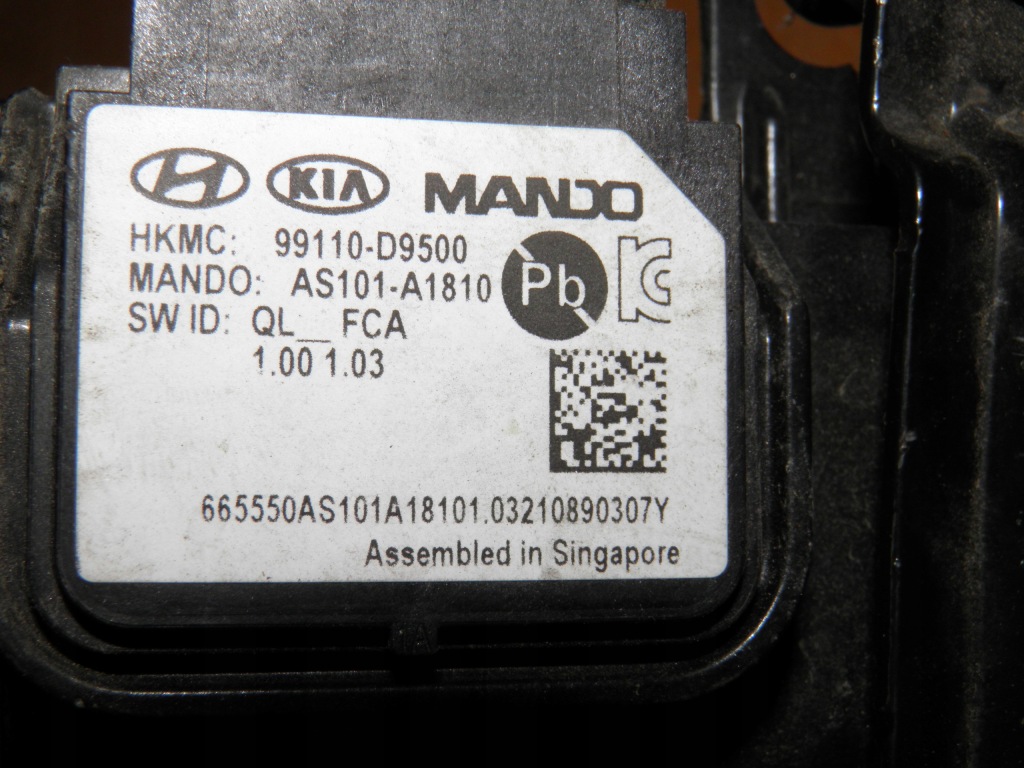 KIA MANDO
HKMC: 99110-D9500
MANDO: AS101-A1810
Pb
SW ID: QL__FCA
1.00 1.03
665550AS101A18101.03210890307Y
Assembled in Singapore